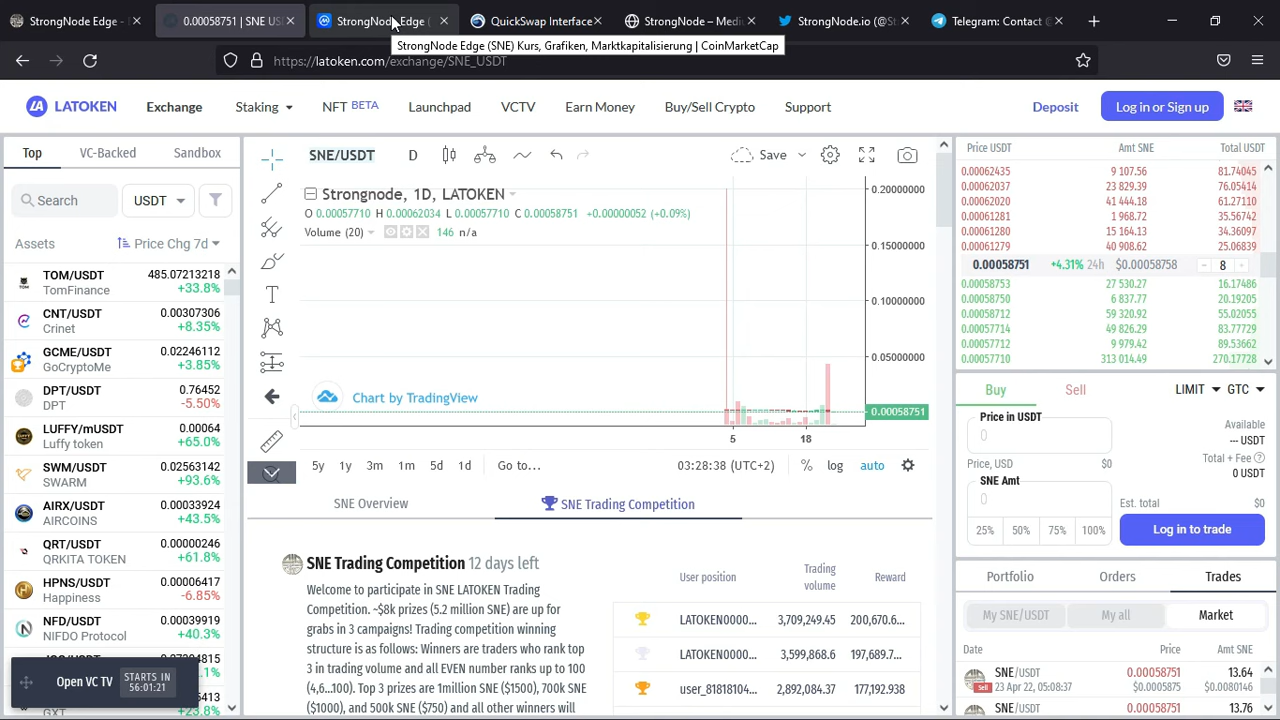 StrongNode Edge (SNE)
0.00058751 | SNE US
StrongNode Edge (
QuickSwap Interface
StrongNode – Medi
StrongNode.io (@St
Telegram: Contact @
StrongNode Edge (SNE) Kurs, Grafiken, Marktkapitalisierung | CoinMarketCap
https://latoken.com/exchange/SNE_USDT
LATOKEN
Exchange
Staking
NFT BETA
Launchpad
VCTV
Earn Money
Buy/Sell Crypto
Support
Deposit
Log in or Sign up
Top
VC-Backed
Sandbox
Search
USDT
Assets
Price Chg 7d
TOM/USDT 485.07213218
TomFinance +33.8%
CNT/USDT 0.00307306
Crinet +8.35%
GCME/USDT 0.02246112
GoCryptoMe +3.85%
DPT/USDT 0.76452
DPT -5.50%
LUFFY/mUSDT 0.00064
Luffy token +65.0%
SWM/USDT 0.02563142
SWARM +93.6%
AIRX/USDT 0.00033924
AIRCOINS +43.5%
QRT/USDT 0.00000246
QRKITA TOKEN +61.8%
HPNS/USDT 0.00006417
Happiness -6.85%
NFD/USDT 0.00039919
NIFDO Protocol +40.3%
GXT +23.8%
Open VC TV
STARTS IN
56:01:21
SNE/USDT
D
Save
Strongnode, 1D, LATOKEN
O 0.00057710 H 0.00062034 L 0.00057710 C 0.00058751 +0.00000052 (+0.09%)
Volume (20) 146 n/a
0.20000000
0.15000000
0.10000000
0.05000000
0.00058751
Chart by TradingView
5 18
5y 1y 3m 1m 5d 1d Go to... 03:28:38 (UTC+2) % log auto
SNE Overview
SNE Trading Competition
SNE Trading Competition 12 days left
Welcome to participate in SNE LATOKEN Trading
Competition. ~$8k prizes (5.2 million SNE) are up for
grabs in 3 campaigns! Trading competition winning
structure is as follows: Winners are traders who rank top
3 in trading volume and all EVEN number ranks up to 100
(4,6...100). Top 3 prizes are 1million SNE ($1500), 700k SNE
($1000), and 500k SNE ($750) and all other winners will
User position
Trading
volume
Reward
LATOKEN0000... 3,709,249.45 200,670.6...
LATOKEN0000... 3,599,868.6 197,689.7...
user_81818104... 2,892,084.37 177,192.938
Price USDT Amt SNE Total USDT
0.00062435 9 107.56 81.74045
0.00062037 23 829.39 76.05414
0.00062020 41 444.18 61.27110
0.00061281 1 968.72 35.56742
0.00061280 15 164.13 34.36097
0.00061279 40 908.62 25.06839
0.00058751 +4.31% 24h $0.00058758 - 8 +
0.00058753 27 530.27 16.17486
0.00058750 6 837.77 20.19205
0.00058712 59 320.92 55.02055
0.00057714 49 826.29 83.77729
0.00057712 9 979.42 89.53662
0.00057710 313 014.49 270.17728
Buy
Sell
LIMIT
GTC
Price in USDT
0
Available
--- USDT
Price, USD $0
Total + Fee
0 USDT
SNE Amt
0
Est. total $0
25% 50% 75% 100%
Log in to trade
Portfolio
Orders
Trades
My SNE/USDT
My all
Market
Date Price Amt SNE
SNE/USDT 0.00058751 13.64
Sell
23 Apr 22, 05:08:37 $0.0005875 0.0080146
SNE/USDT 0.00058751 13.76